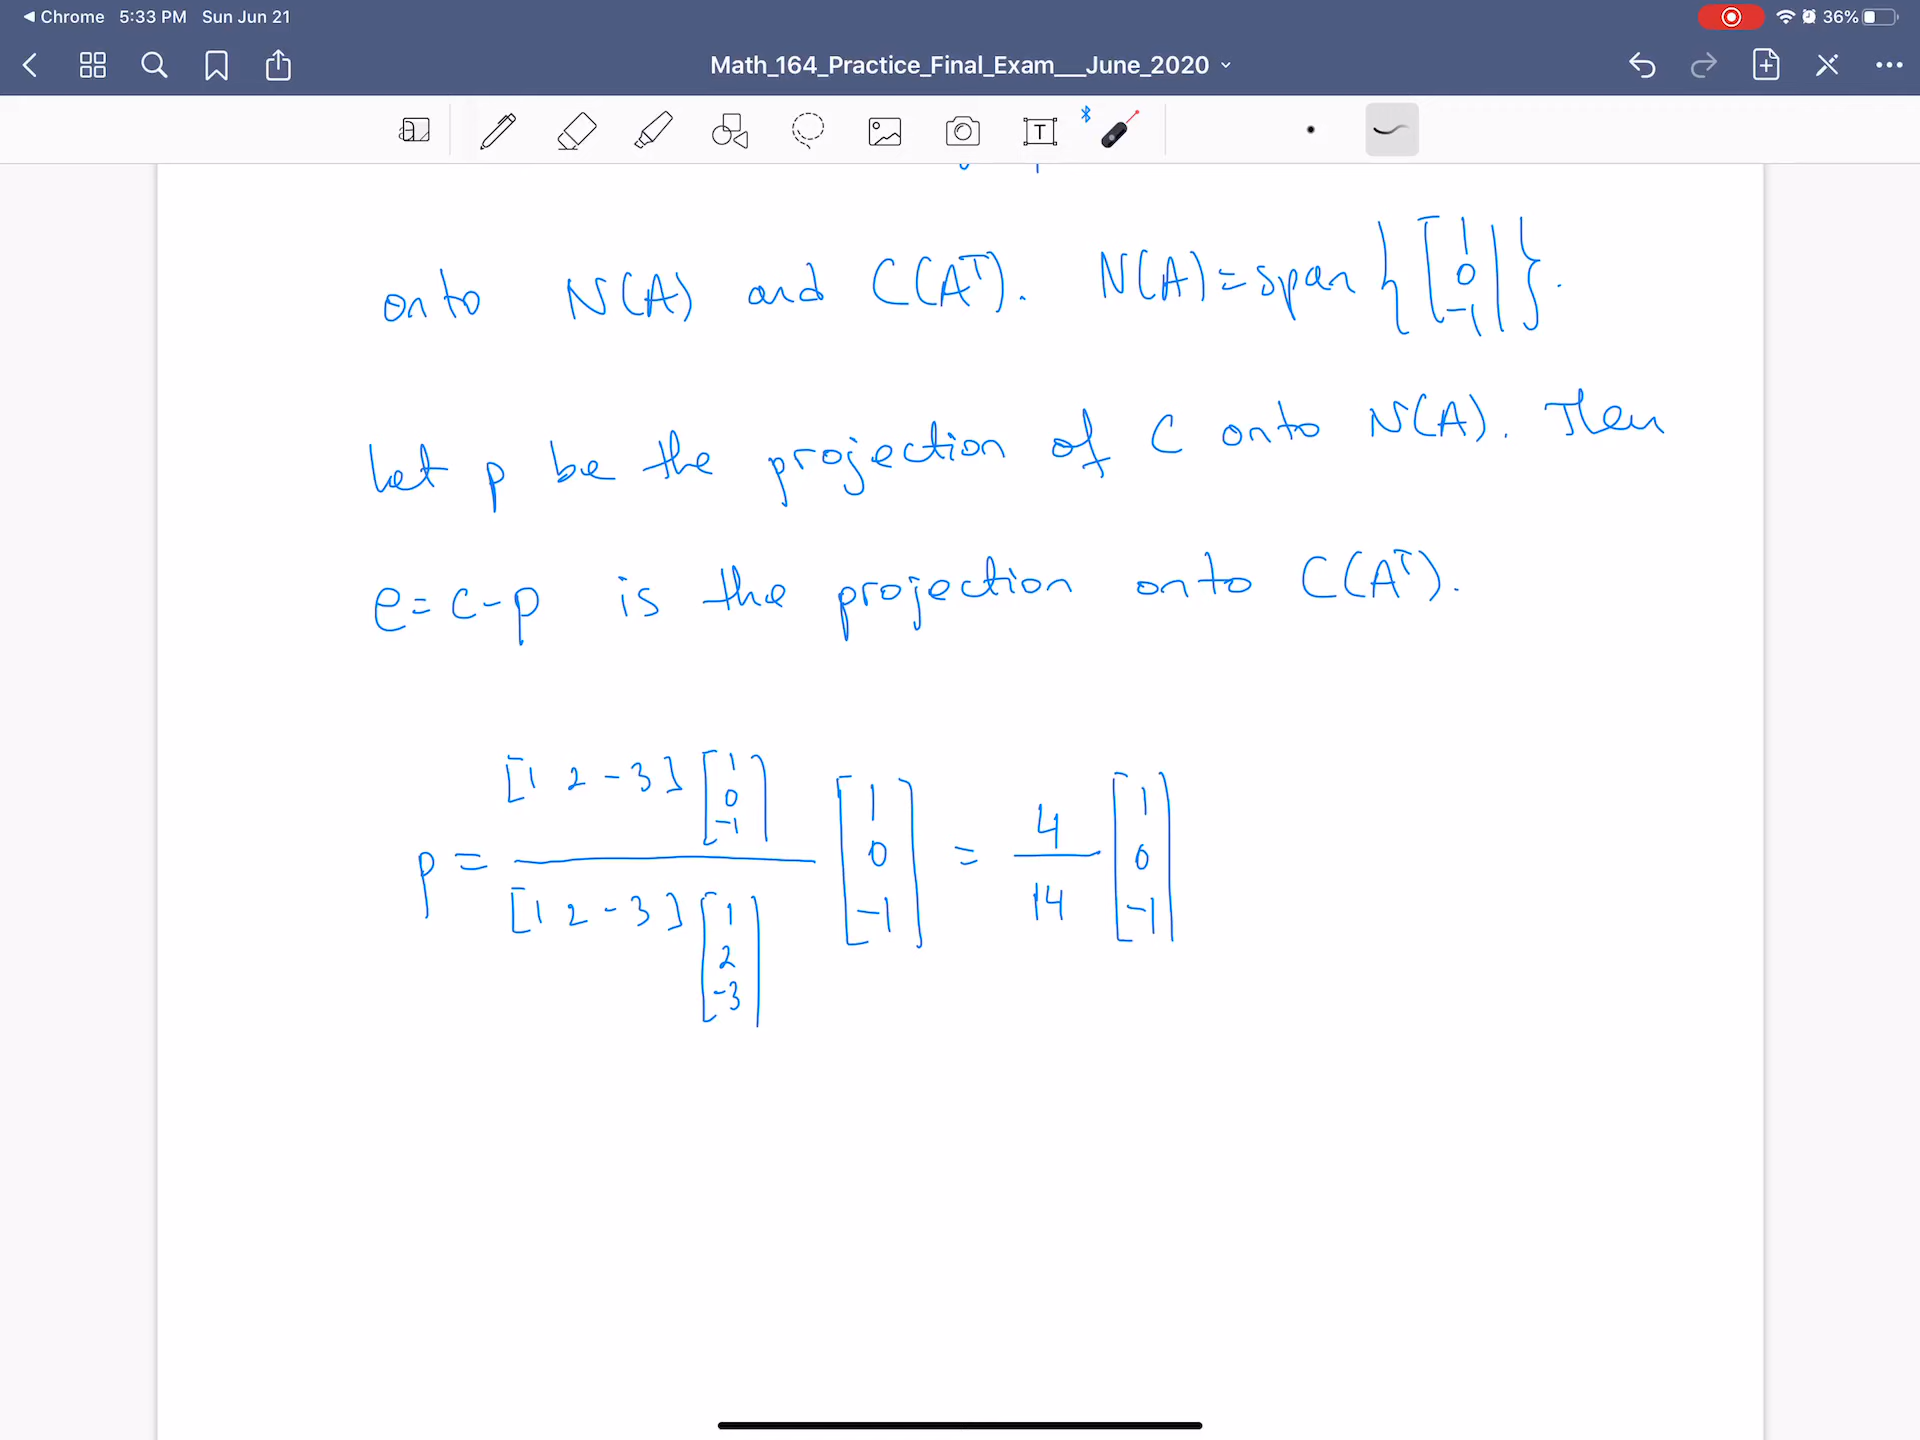 Chrome 5:33 PM Sun Jun 21 36%
Math_164_Practice_Final_Exam___June_2020
onto N(A) and C(Aᵀ). N(A)=span{[1 0 -1]}.
Let p be the projection of c onto N(A). Then
e=c-p is the projection onto C(Aᵀ).
p = [1 2 -3][1 0 -1] / [1 2 -3][1 2 -3] [1 0 -1] = 4/14 [1 0 -1]